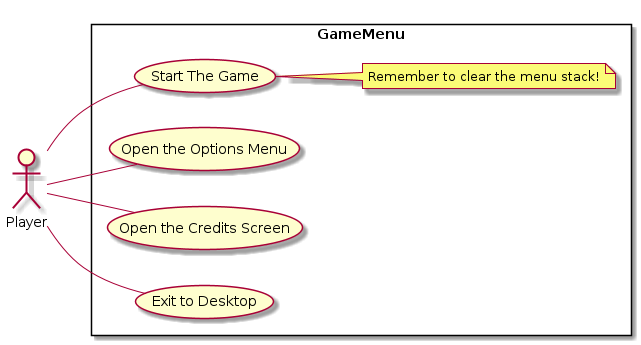 GameMenu
Start The Game
Remember to clear the menu stack!
Open the Options Menu
Player
Open the Credits Screen
Exit to Desktop